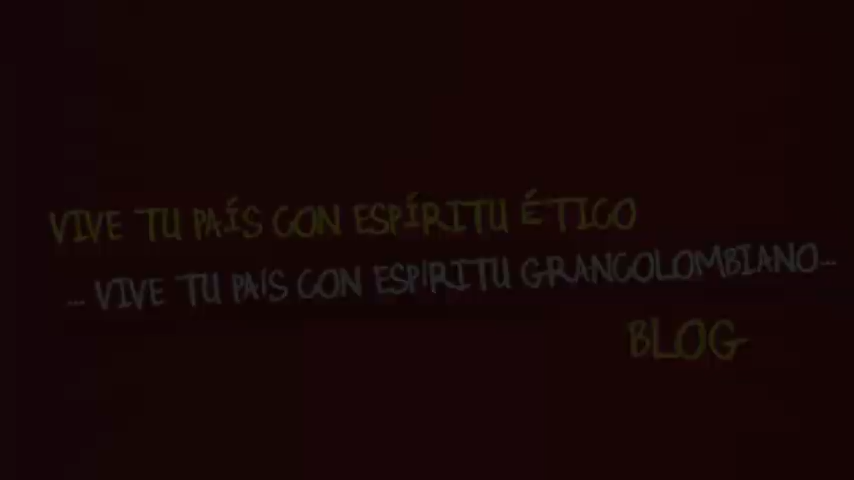 VIVE TU PAÍS CON ESPÍRITU ÉTICO
... VIVE TU PAÍS CON ESPÍRITU GRANCOLOMBIANO...
BLOG